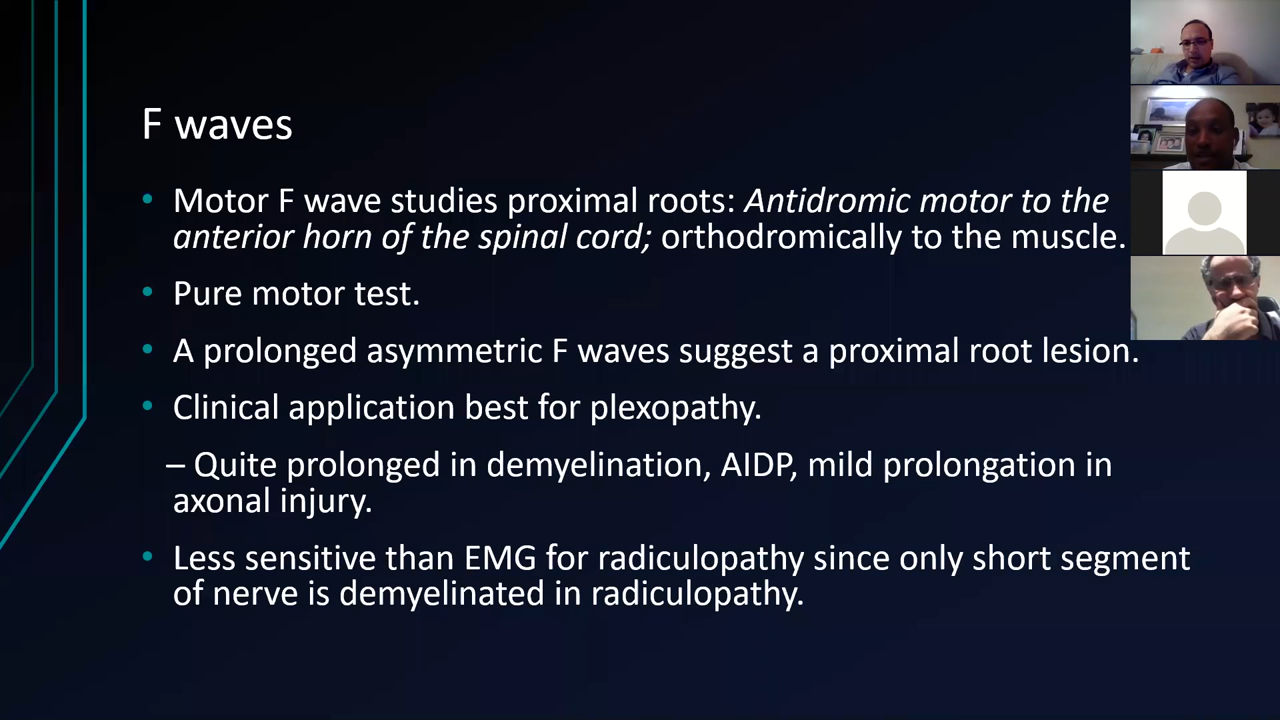 F waves
• Motor F wave studies proximal roots: Antidromic motor to the
anterior horn of the spinal cord; orthodromically to the muscle.
• Pure motor test.
• A prolonged asymmetric F waves suggest a proximal root lesion.
• Clinical application best for plexopathy.
– Quite prolonged in demyelination, AIDP, mild prolongation in
axonal injury.
• Less sensitive than EMG for radiculopathy since only short segment
of nerve is demyelinated in radiculopathy.